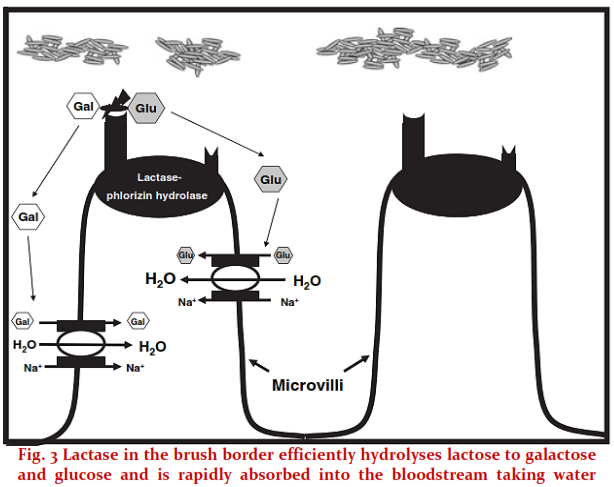 Gal Glu
Lactase-
phlorizin hydrolase
Glu
Gal
Glu Glu
H₂O H₂O
Na⁺ Na⁺
Gal Gal
H₂O H₂O
Na⁺ Na⁺
Microvilli
Fig. 3 Lactase in the brush border efficiently hydrolyses lactose to galactose
and glucose and is rapidly absorbed into the bloodstream taking water